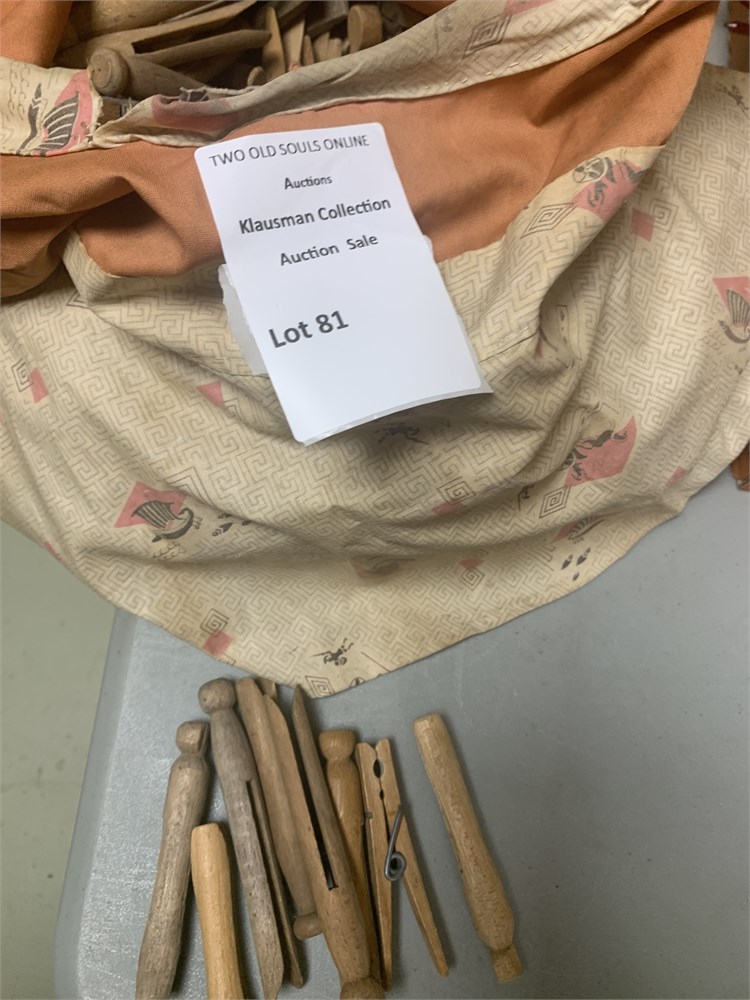 TWO OLD SOULS ONLINE
Auctions
Klausman Collection
Auction Sale
Lot 81